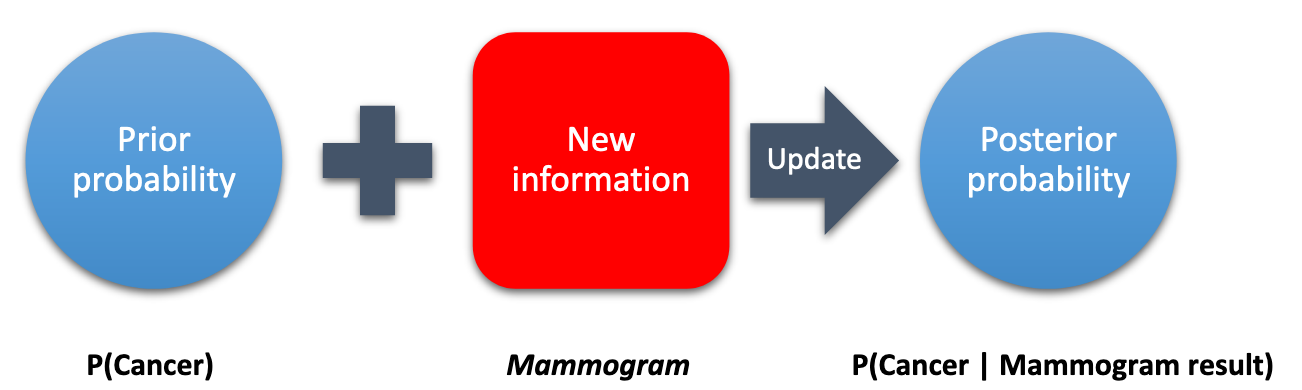 Prior
probability
New
information
Update
Posterior
probability
P(Cancer)
Mammogram
P(Cancer | Mammogram result)